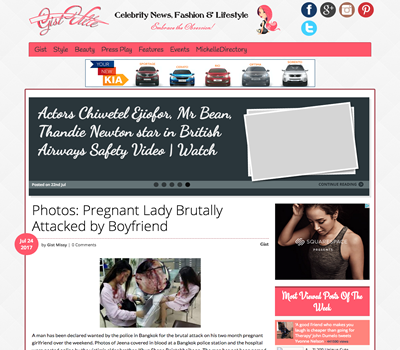 Gist Elite
Celebrity News, Fashion & Lifestyle
Embrace the Obsession!
Gist Style Beauty Press Play Features Events MichelleDirectory
YOUR
NEW
KIA
Actors Chiwetel Ejiofor, Mr Bean,
Thandie Newton star in British
Airways Safety Video | Watch
Posted on 22nd jul
CONTINUE READING
Photos: Pregnant Lady Brutally
Attacked by Boyfriend
Jul 24
2017
by Gist Missy | 0 Comments
Gist
SQUARESPACE
PRESENTS
Most Viewed Posts Of The
Week
'A good friend who makes you
laugh is cheaper than going
for Therapy' John Dumelo tweets
Yvonne Nelson
A man has been declared wanted by the police in Bangkok for the brutal attack on his two month pregnant
girlfriend over the weekend. Photos of Jeena covered in blood at a Bangkok police station and the hospital